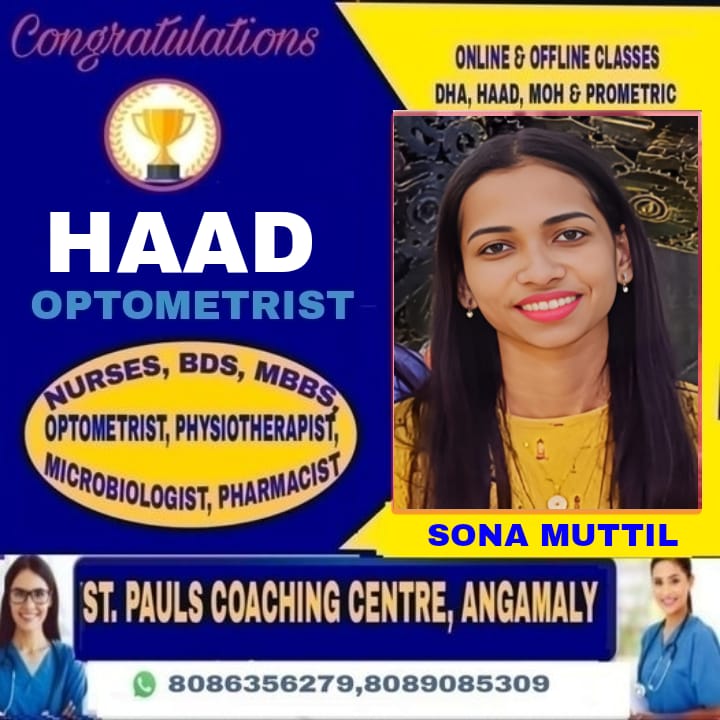 Congratulations
ONLINE & OFFLINE CLASSES
DHA, HAAD, MOH & PROMETRIC
HAAD
OPTOMETRIST
NURSES, BDS, MBBS,
OPTOMETRIST, PHYSIOTHERAPIST,
MICROBIOLOGIST, PHARMACIST
SONA MUTTIL
ST. PAULS COACHING CENTRE, ANGAMALY
8086356279,8089085309